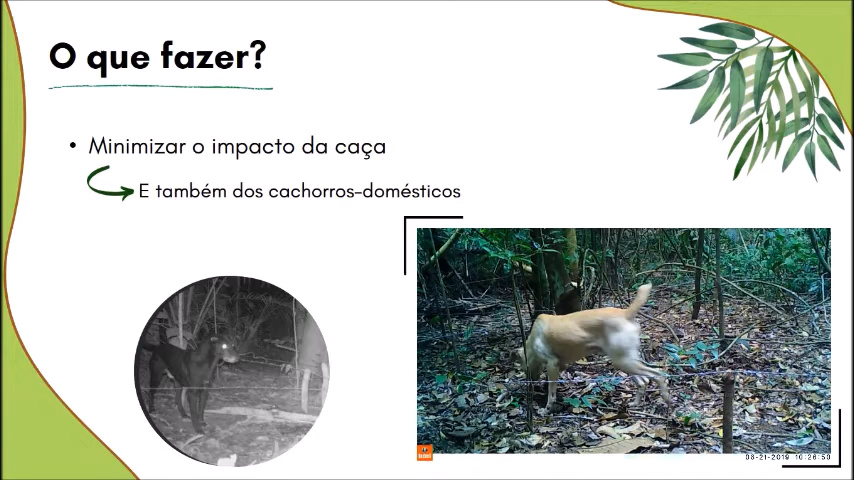 O que fazer?
• Minimizar o impacto da caça
E também dos cachorros-domésticos
08-21-2019 10:26:50